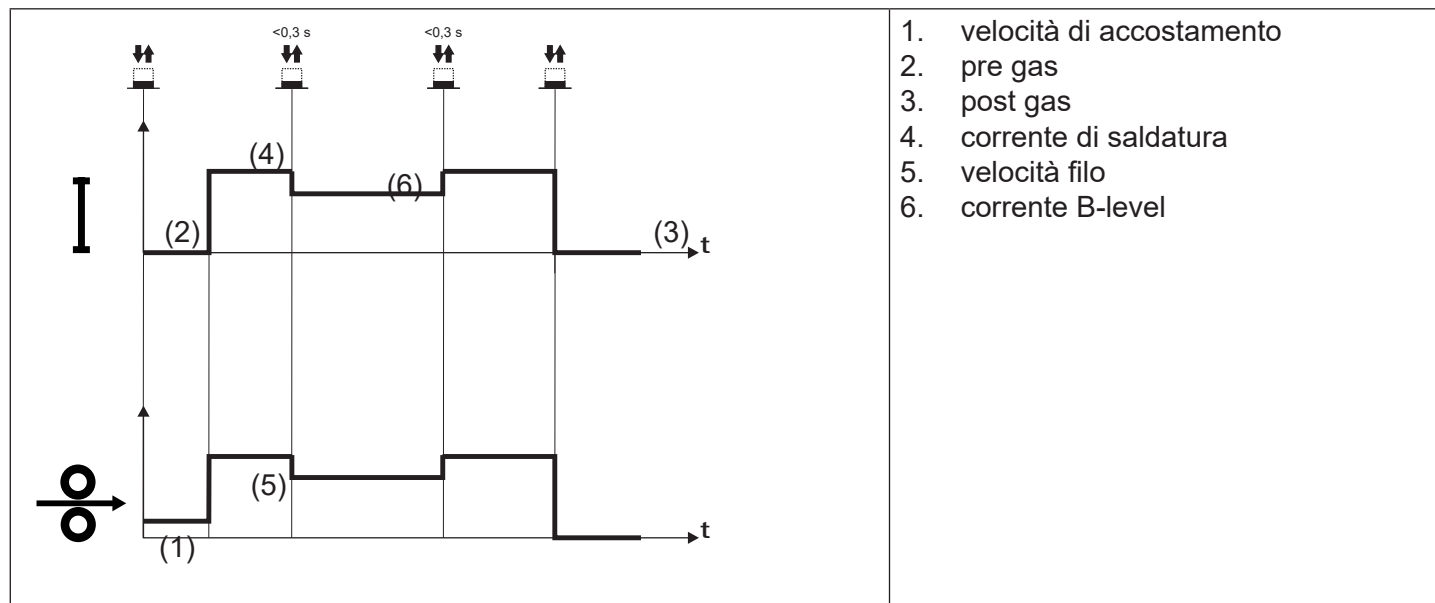 <0,3 s
<0,3 s
(4)
(6)
(2)
(3)
t
(5)
t
(1)
1. velocità di accostamento
2. pre gas
3. post gas
4. corrente di saldatura
5. velocità filo
6. corrente B-level